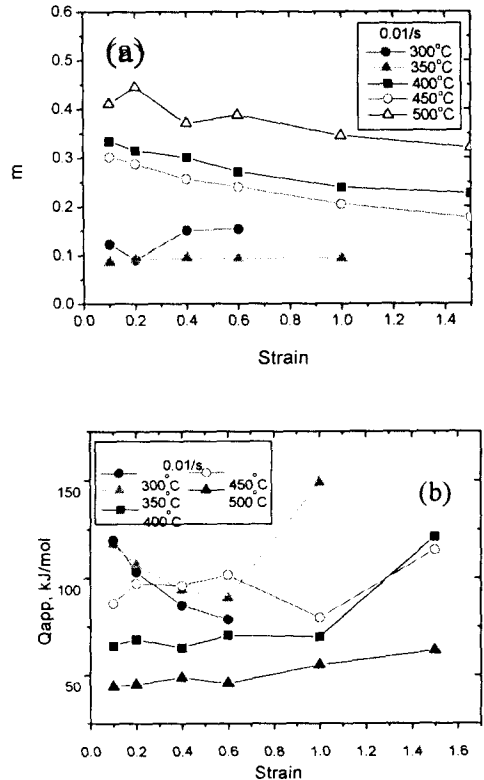 (a)
0.6
0.5
0.4
0.3
0.2
0.1
0.0
m
0.01/s
300°C
350°C
400°C
450°C
500°C
0.0 0.2 0.4 0.6 0.8 1.0 1.2 1.4
Strain
(b)
150
100
50
Qapp, kJ/mol
0.01/s
300°C 450°C
350°C 500°C
400°C
0.0 0.2 0.4 0.6 0.8 1.0 1.2 1.4 1.6
Strain